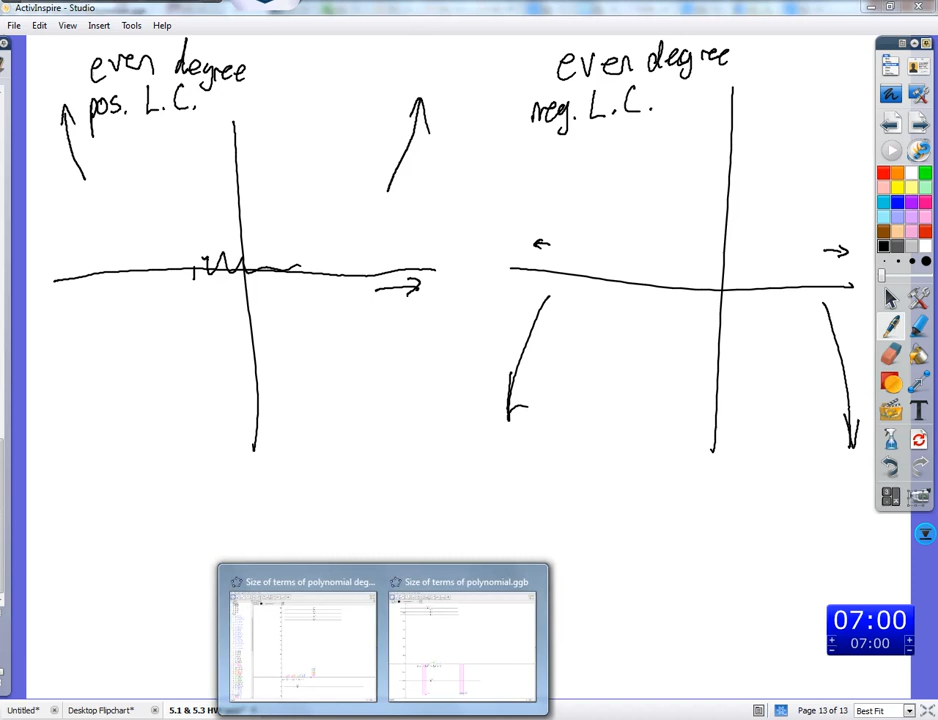 ActivInspire - Studio
File Edit View Insert Tools Help
even degree
pos. L.C.
even degree
neg. L.C.
Size of terms of polynomial deg...
Size of terms of polynomial.ggb
07:00
07:00
Untitled*
Desktop Flipchart*
5.1 & 5.3 HW
Page 13 of 13
Best Fit